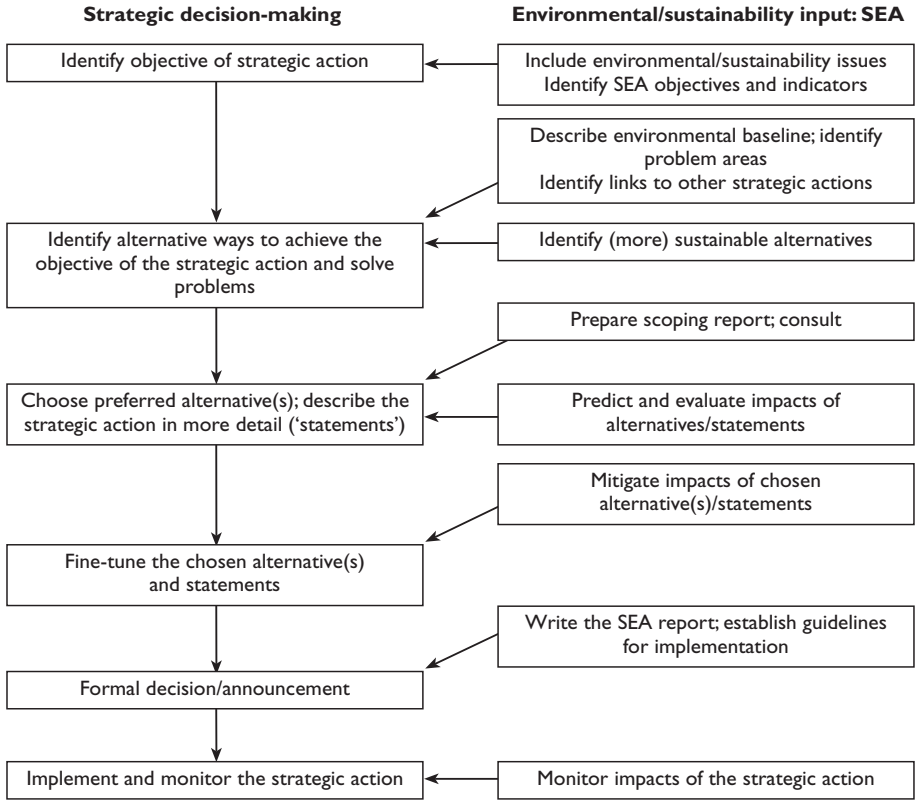 Strategic decision-making
Environmental/sustainability input: SEA
Identify objective of strategic action
Include environmental/sustainability issues
Identify SEA objectives and indicators
Describe environmental baseline; identify
problem areas
Identify links to other strategic actions
Identify alternative ways to achieve the
objective of the strategic action and solve
problems
Identify (more) sustainable alternatives
Prepare scoping report; consult
Choose preferred alternative(s); describe the
strategic action in more detail (‘statements’)
Predict and evaluate impacts of
alternatives/statements
Mitigate impacts of chosen
alternative(s)/statements
Fine-tune the chosen alternative(s)
and statements
Write the SEA report; establish guidelines
for implementation
Formal decision/announcement
Implement and monitor the strategic action
Monitor impacts of the strategic action